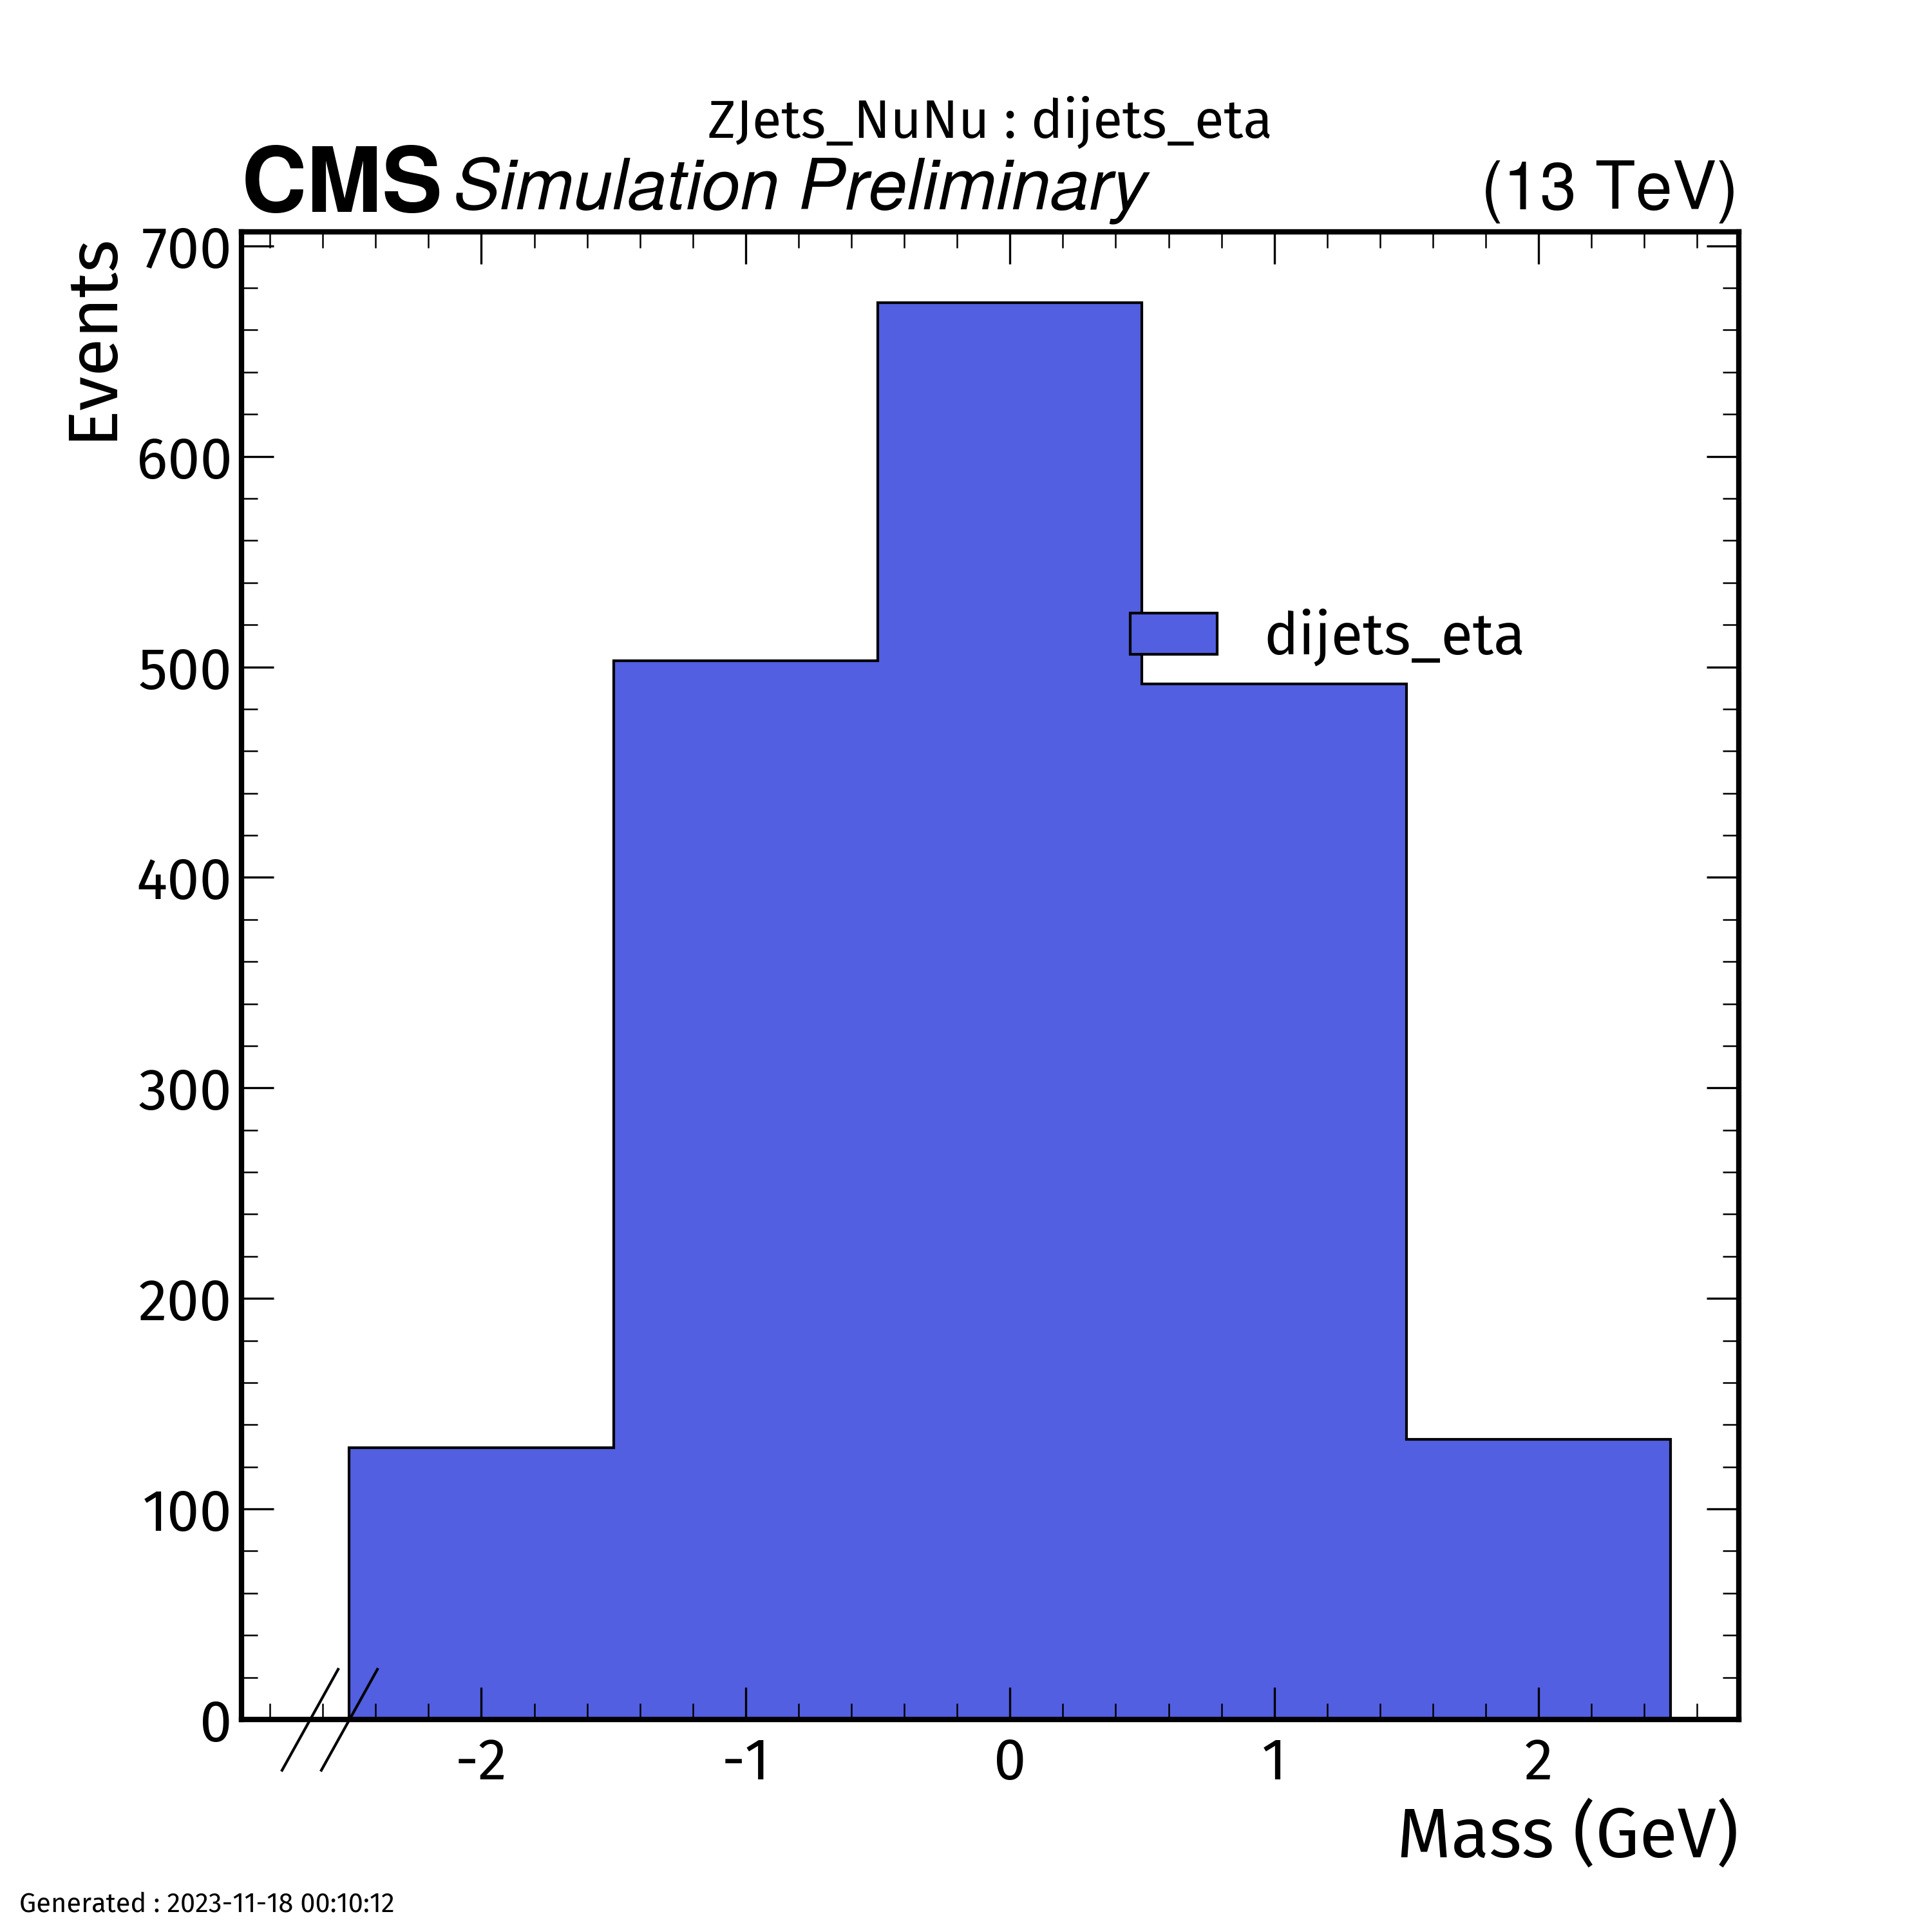 ZJets_NuNu : dijets_eta
CMS Simulation Preliminary (13 TeV)
Events
700
600
500
400
300
200
100
0
dijets_eta
-2 -1 0 1 2
Mass (GeV)
Generated : 2023-11-18 00:10:12